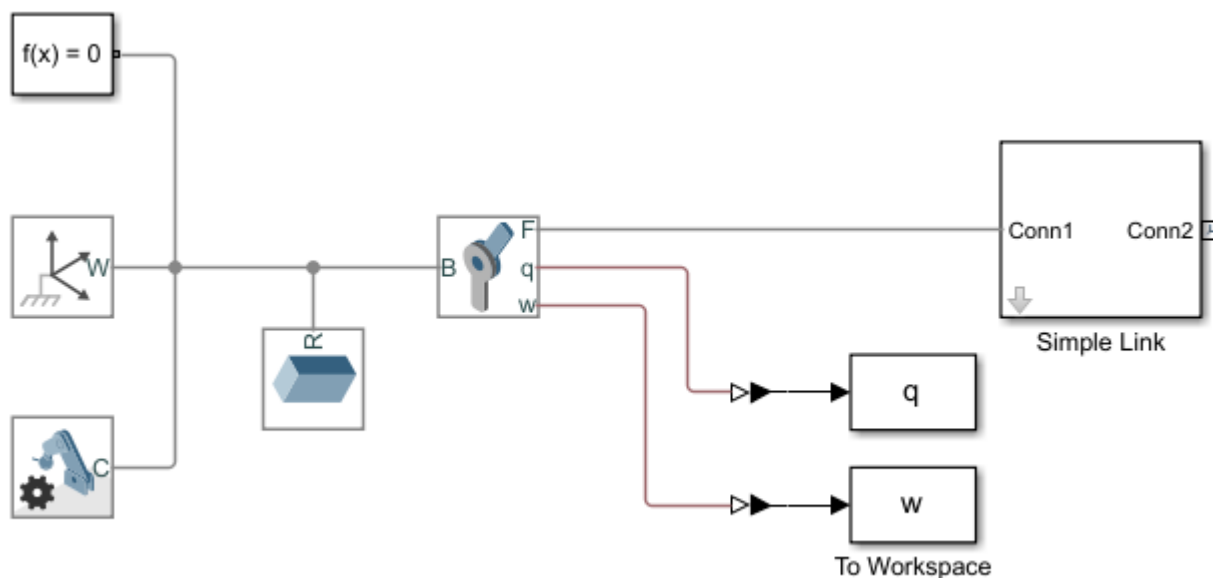 f(x) = 0
W
C
R
B
F
q
w
Conn1
Conn2
Simple Link
q
w
To Workspace